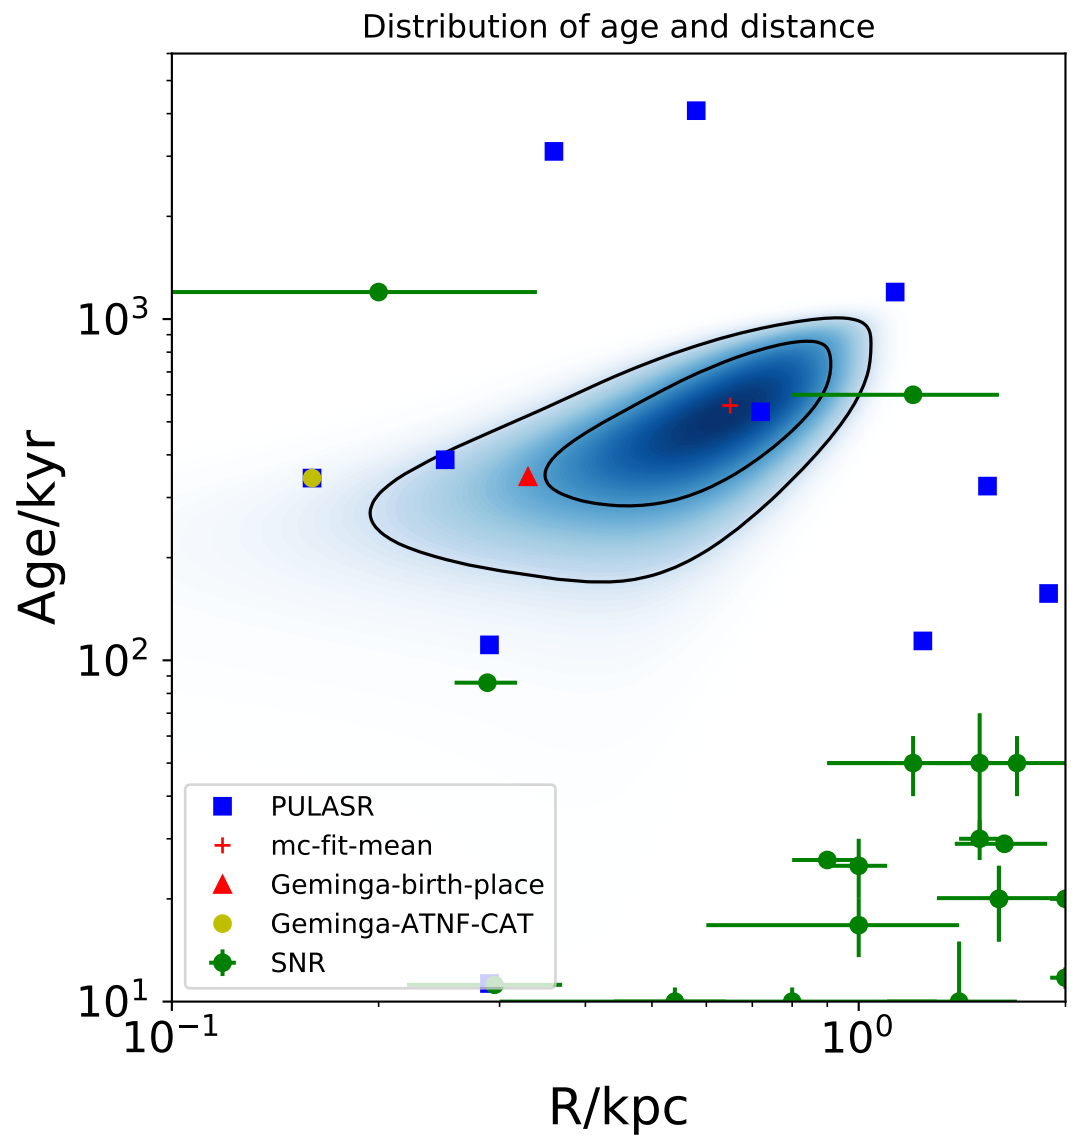 Distribution of age and distance
Age/kyr
10³
10²
10¹
PULASR
mc-fit-mean
Geminga-birth-place
Geminga-ATNF-CAT
SNR
10⁻¹
10⁰
R/kpc